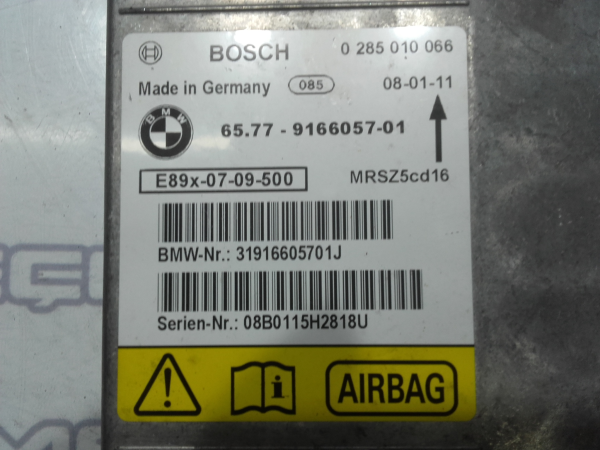 BOSCH 0 285 010 066
Made in Germany 085 08-01-11
BMW
65.77 - 9166057-01
E89x-07-09-500 MRSZ5cd16
BMW-Nr.: 31916605701J
Serien-Nr.: 08B0115H2818U
i AIRBAG